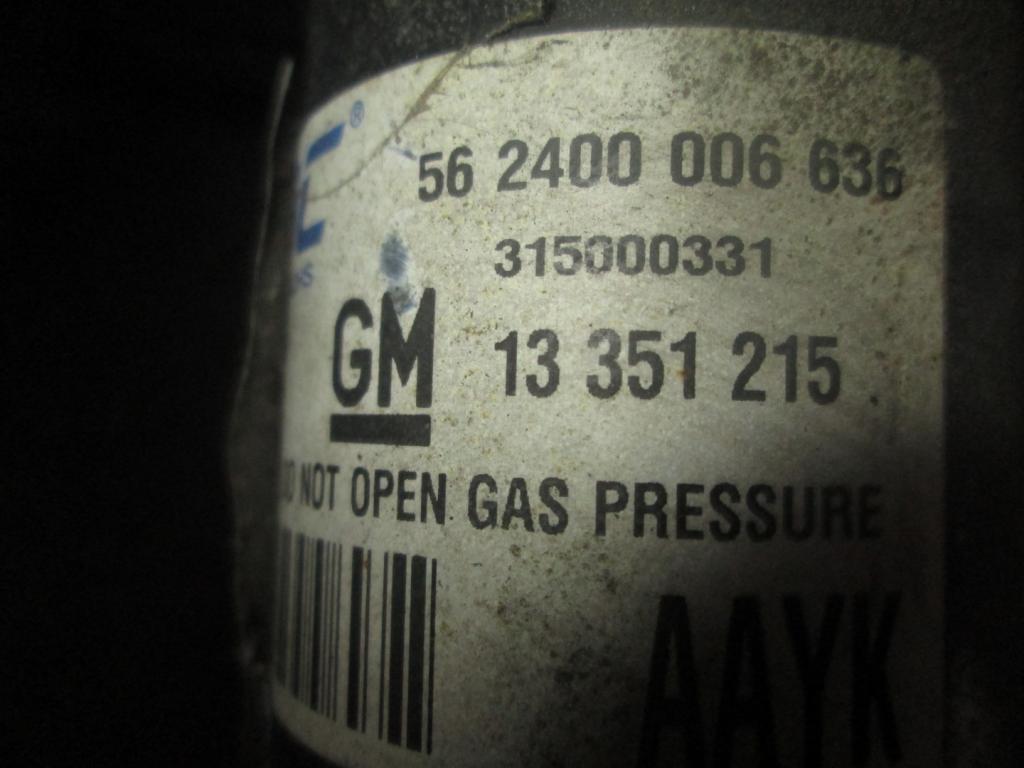 ®
56 2400 006 636
315000331
GM 13 351 215
NOT OPEN GAS PRESSURE
AAYK